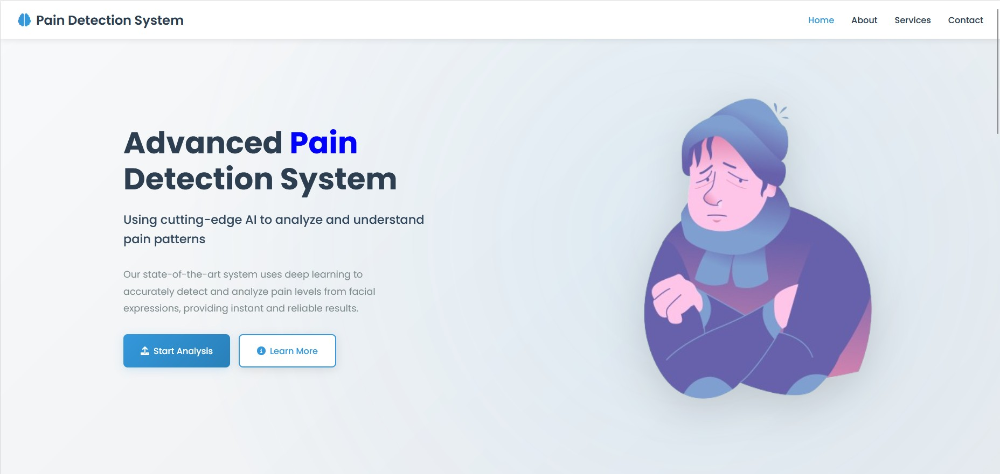 Pain Detection System
Home About Services Contact
Advanced Pain
Detection System
Using cutting-edge AI to analyze and understand
pain patterns
Our state-of-the-art system uses deep learning to
accurately detect and analyze pain levels from facial
expressions, providing instant and reliable results.
Start Analysis Learn More